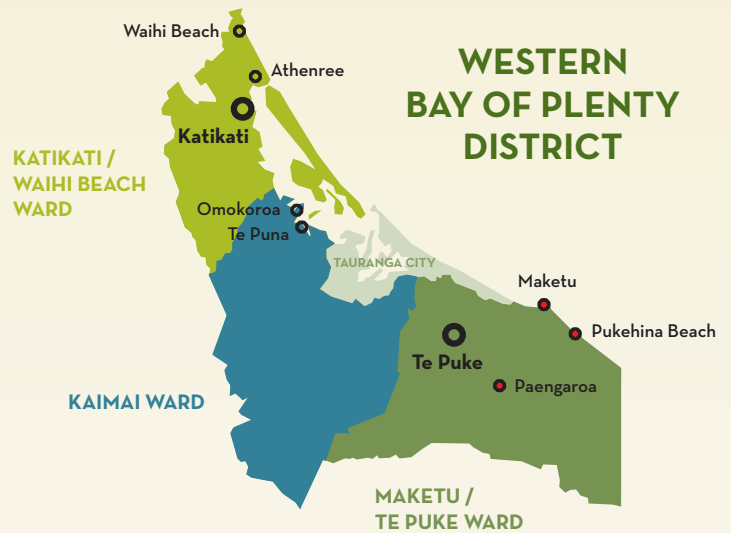 WESTERN
BAY OF PLENTY
DISTRICT
Waihi Beach
Athenree
Katikati
KATIKATI /
WAIHI BEACH
WARD
Omokoroa
Te Puna
TAURANGA CITY
Maketu
Pukehina Beach
Te Puke
Paengaroa
KAIMAI WARD
MAKETU /
TE PUKE WARD